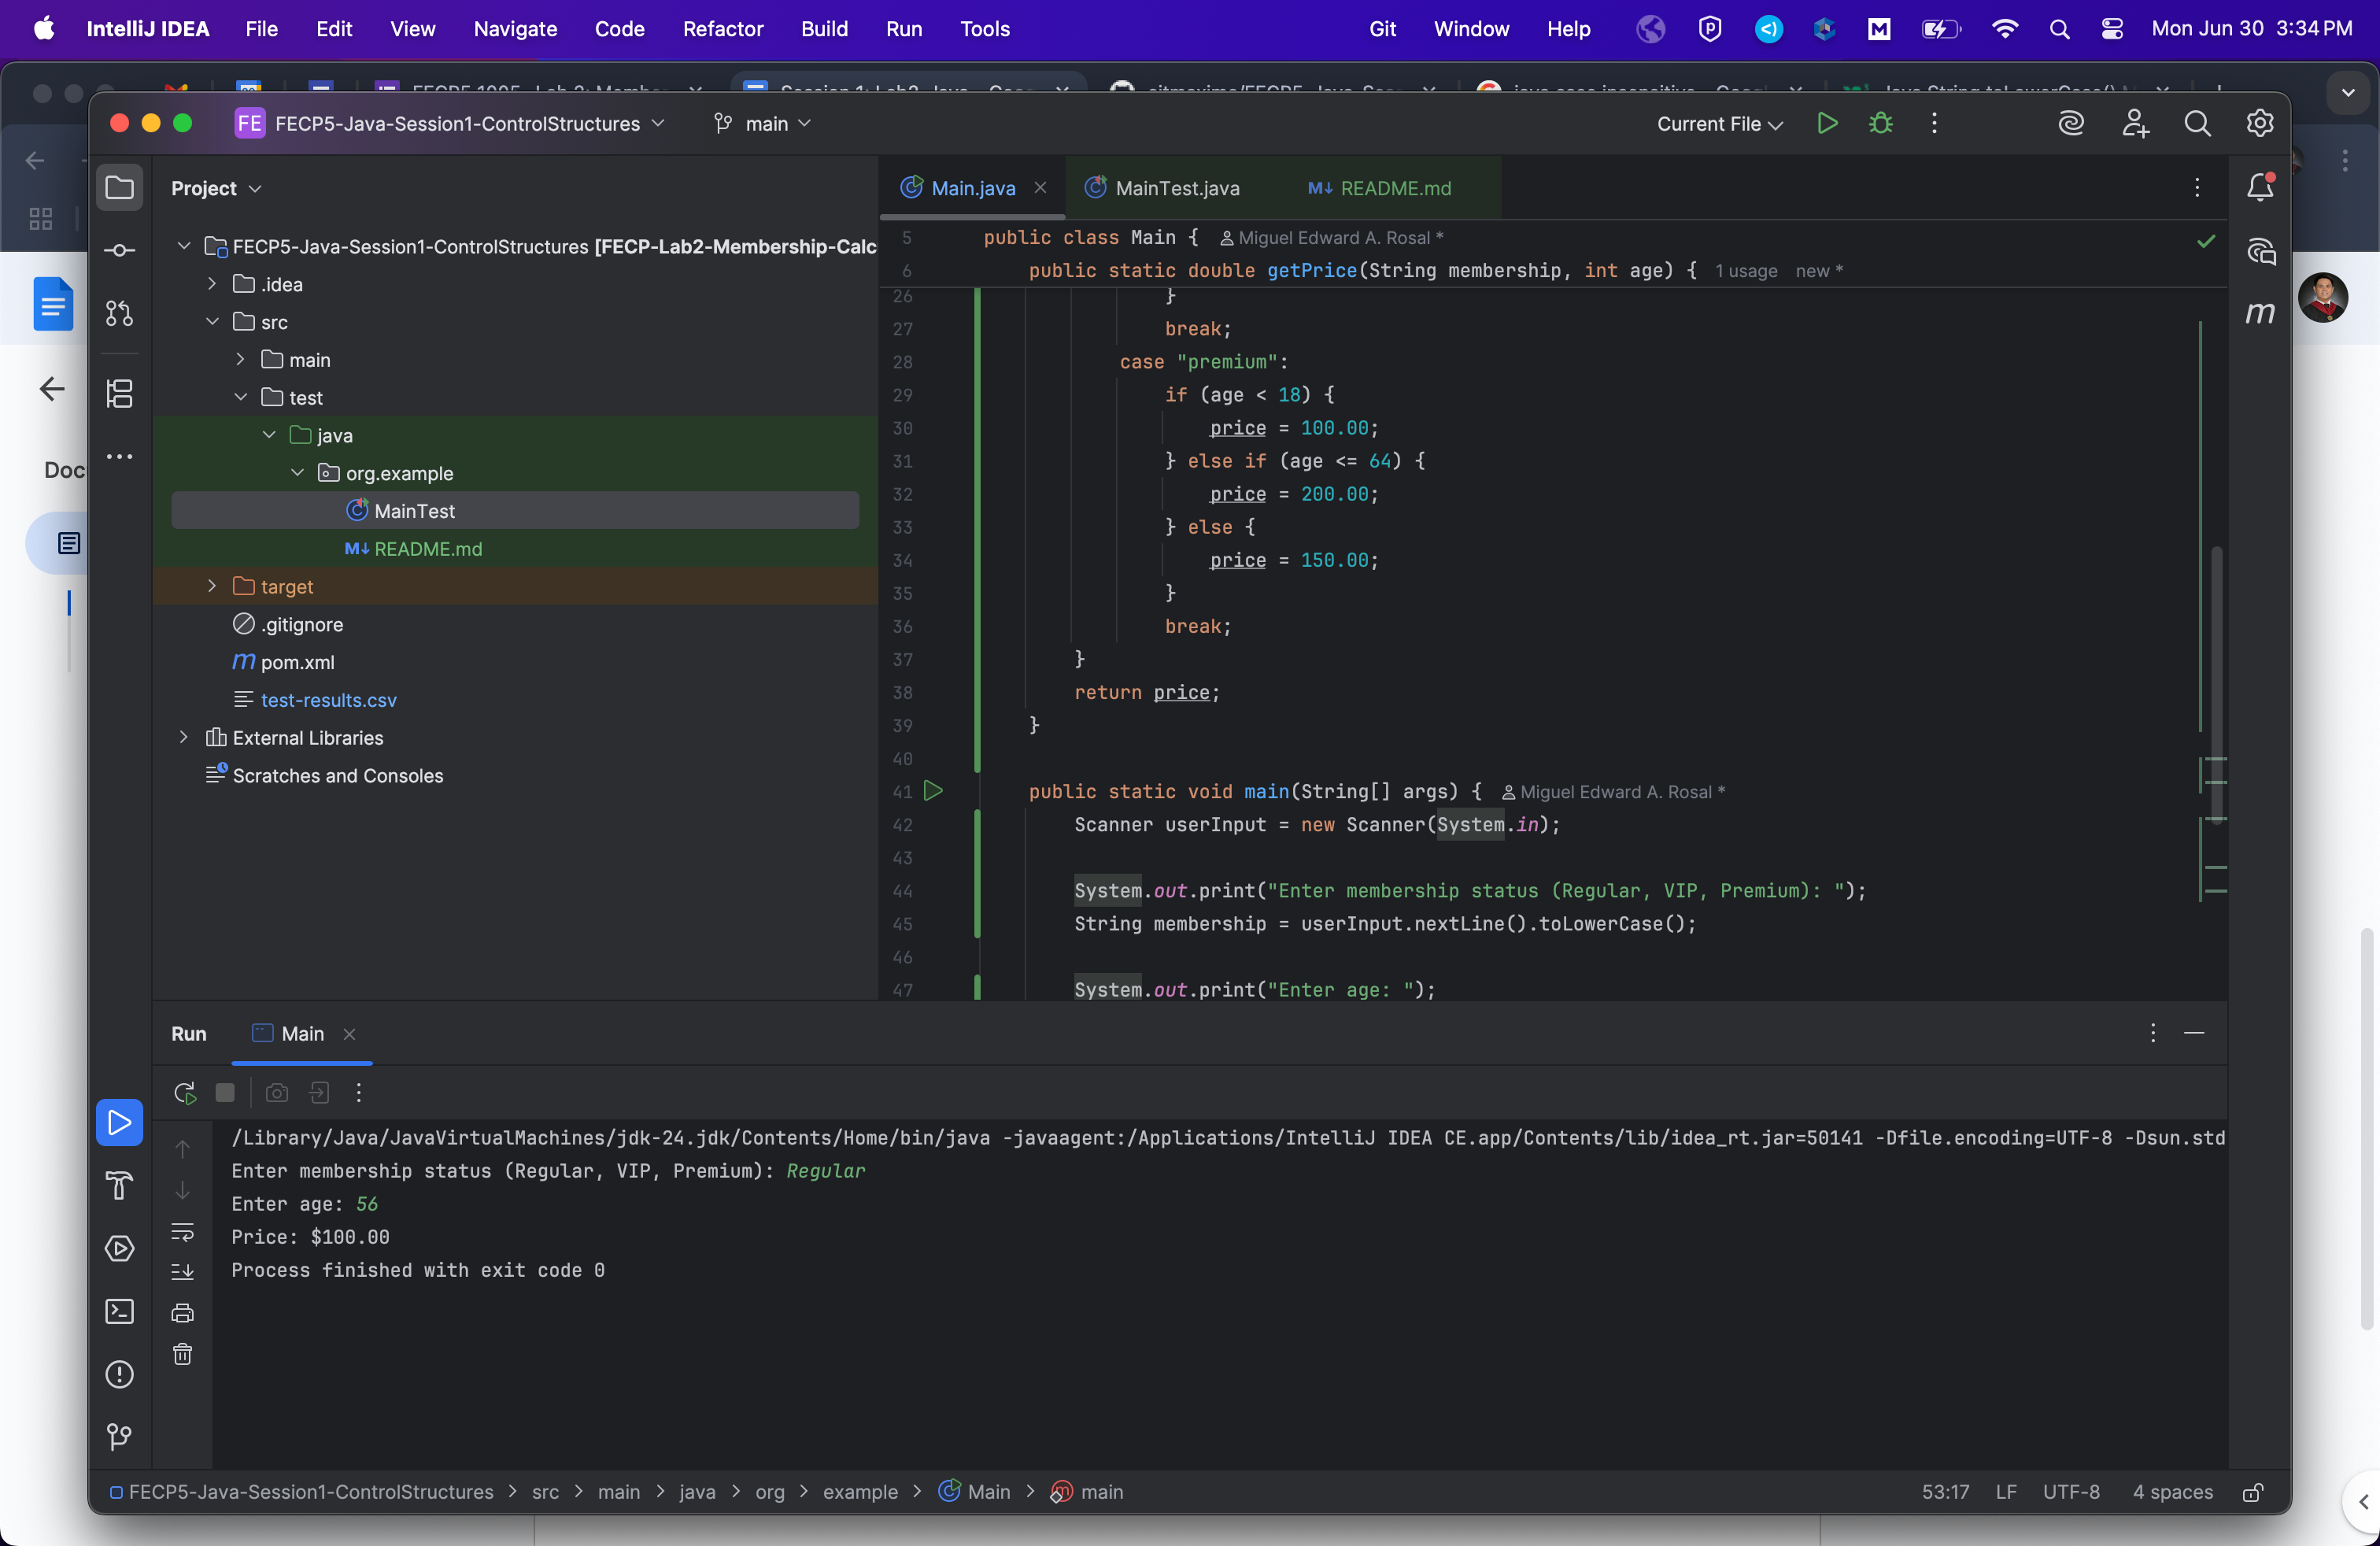 IntelliJ IDEA File Edit View Navigate Code Refactor Build Run Tools Git Window Help Mon Jun 30 3:34 PM
FE FECP5-Java-Session1-ControlStructures main Current File
Project
Main.java MainTest.java README.md
FECP5-Java-Session1-ControlStructures [FECP-Lab2-Membership-Calc
.idea
src
main
test
java
org.example
MainTest
README.md
target
.gitignore
pom.xml
test-results.csv
External Libraries
Scratches and Consoles
Doc
5 public class Main { Miguel Edward A. Rosal *
6 public static double getPrice(String membership, int age) { 1 usage new *
26 }
27 break;
28 case "premium":
29 if (age < 18) {
30 price = 100.00;
31 } else if (age <= 64) {
32 price = 200.00;
33 } else {
34 price = 150.00;
35 }
36 break;
37 }
38 return price;
39 }
40
41 public static void main(String[] args) { Miguel Edward A. Rosal *
42 Scanner userInput = new Scanner(System.in);
43
44 System.out.print("Enter membership status (Regular, VIP, Premium): ");
45 String membership = userInput.nextLine().toLowerCase();
46
47 System.out.print("Enter age: ");
Run Main
/Library/Java/JavaVirtualMachines/jdk-24.jdk/Contents/Home/bin/java -javaagent:/Applications/IntelliJ IDEA CE.app/Contents/lib/idea_rt.jar=50141 -Dfile.encoding=UTF-8 -Dsun.std
Enter membership status (Regular, VIP, Premium): Regular
Enter age: 56
Price: $100.00
Process finished with exit code 0
FECP5-Java-Session1-ControlStructures > src > main > java > org > example > Main > main 53:17 LF UTF-8 4 spaces